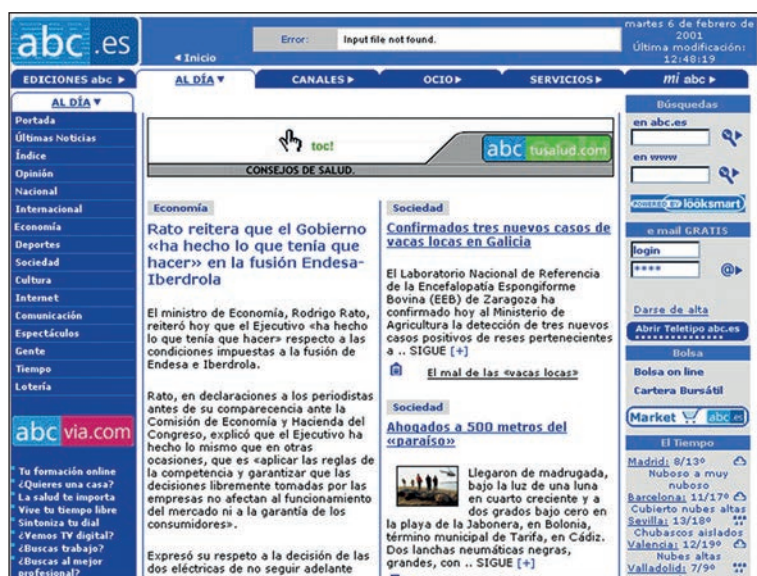 abc.es
Error: Input file not found.
martes 6 de febrero de
2001
Última modificación:
12:48:19
Inicio
EDICIONES abc
AL DÍA
CANALES
OCIO
SERVICIOS
mi abc
AL DÍA
Portada
Últimas Noticias
Índice
Opinión
Nacional
Internacional
Economía
Deportes
Sociedad
Cultura
Internet
Comunicación
Espectáculos
Gente
Tiempo
Lotería
abc via.com
Tu formación online
¿Quieres una casa?
La salud te importa
Vive tu tiempo libre
Sintoniza tu dial
¿Vemos TV digital?
¿Buscas trabajo?
¿Buscas al mejor
profesional?
toc!
abc tusalud.com
CONSEJOS DE SALUD.
Economía
Rato reitera que el Gobierno
«ha hecho lo que tenía que
hacer» en la fusión Endesa-
Iberdrola
El ministro de Economía, Rodrigo Rato,
reiteró hoy que el Ejecutivo «ha hecho
lo que tenía que hacer» respecto a las
condiciones impuestas a la fusión de
Endesa e Iberdrola.
Rato, en declaraciones a los periodistas
antes de su comparecencia ante la
Comisión de Economía y Hacienda del
Congreso, explicó que el Ejecutivo ha
hecho lo mismo que en otras
ocasiones, que es «aplicar las reglas de
la competencia y garantizar que las
decisiones libremente tomadas por las
empresas no afectan al funcionamiento
del mercado ni a la garantía de los
consumidores».
Expresó su respeto a la decisión de las
dos eléctricas de no seguir adelante
Sociedad
Confirmados tres nuevos casos de
vacas locas en Galicia
El Laboratorio Nacional de Referencia
de la Encefalopatía Espongiforme
Bovina (EEB) de Zaragoza ha
confirmado hoy al Ministerio de
Agricultura la detección de tres nuevos
casos positivos de reses pertenecientes
a .. SIGUE [+]
El mal de las «vacas locas»
Sociedad
Ahogados a 500 metros del
«paraíso»
Llegaron de madrugada,
bajo la luz de una luna
en cuarto creciente y a
dos grados bajo cero en
la playa de la Jabonera, en Bolonia,
término municipal de Tarifa, en Cádiz.
Dos lanchas neumáticas negras,
grandes, con .. SIGUE [+]
Búsquedas
en abc.es
en www
POWERED BY looksmart
e mail GRATIS
login
****
@
Darse de alta
Abrir Teletipo abc.es
Bolsa
Bolsa on line
Cartera Bursátil
Market abc.es
El Tiempo
Madrid: 8/13º
Nuboso a muy
nuboso
Barcelona: 11/17º
Cubierto nubes altas
Sevilla: 13/18º
Chubascos aislados
Valencia: 12/19º
Nubes altas
Valladolid: 7/9º